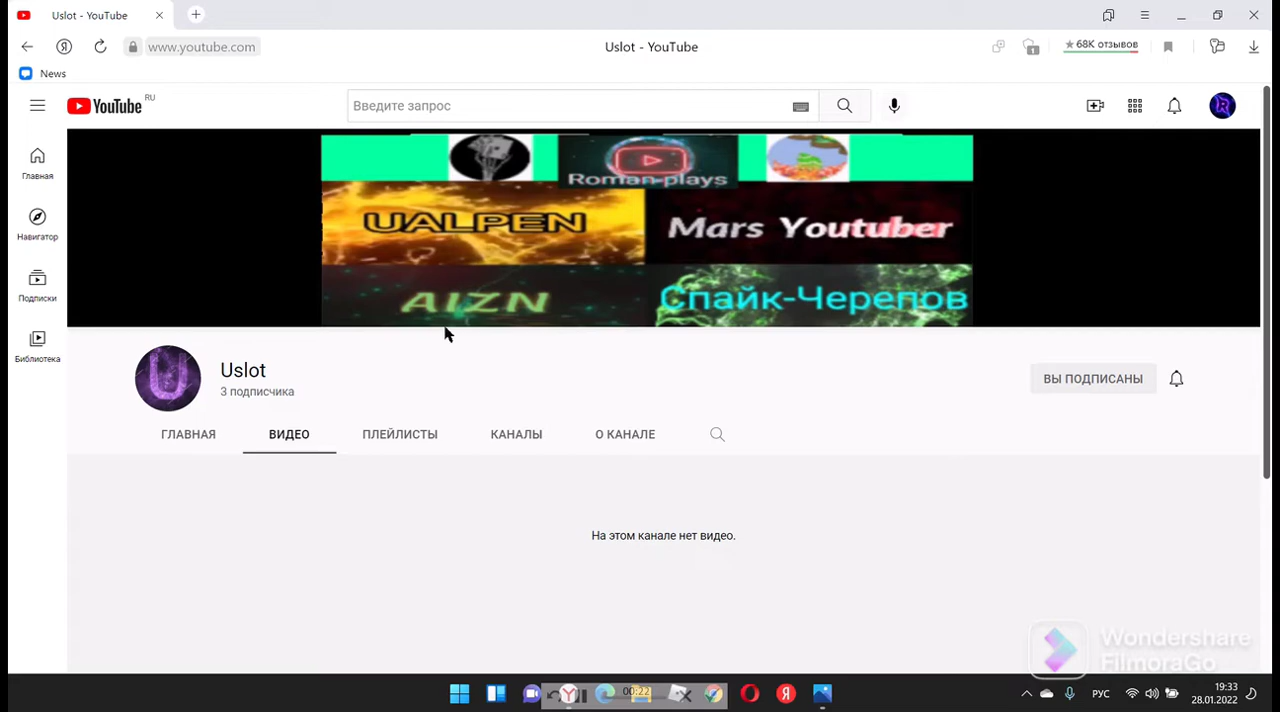 Uslot - YouTube
www.youtube.com
Uslot - YouTube
68K отзывов
News
YouTube RU
Введите запрос
Главная
Навигатор
Подписки
Библиотека
Roman-plays
UALPEN
Mars Youtuber
AIZN
Спайк-Черепов
Uslot
3 подписчика
ВЫ ПОДПИСАНЫ
ГЛАВНАЯ
ВИДЕО
ПЛЕЙЛИСТЫ
КАНАЛЫ
О КАНАЛЕ
На этом канале нет видео.
Wondershare
FilmoraGo
00:22
РУС
19:33
28.01.2022